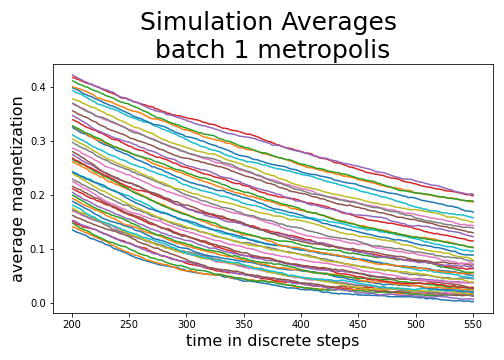 Simulation Averages
batch 1 metropolis
average magnetization
0.4
0.3
0.2
0.1
0.0
200 250 300 350 400 450 500 550
time in discrete steps